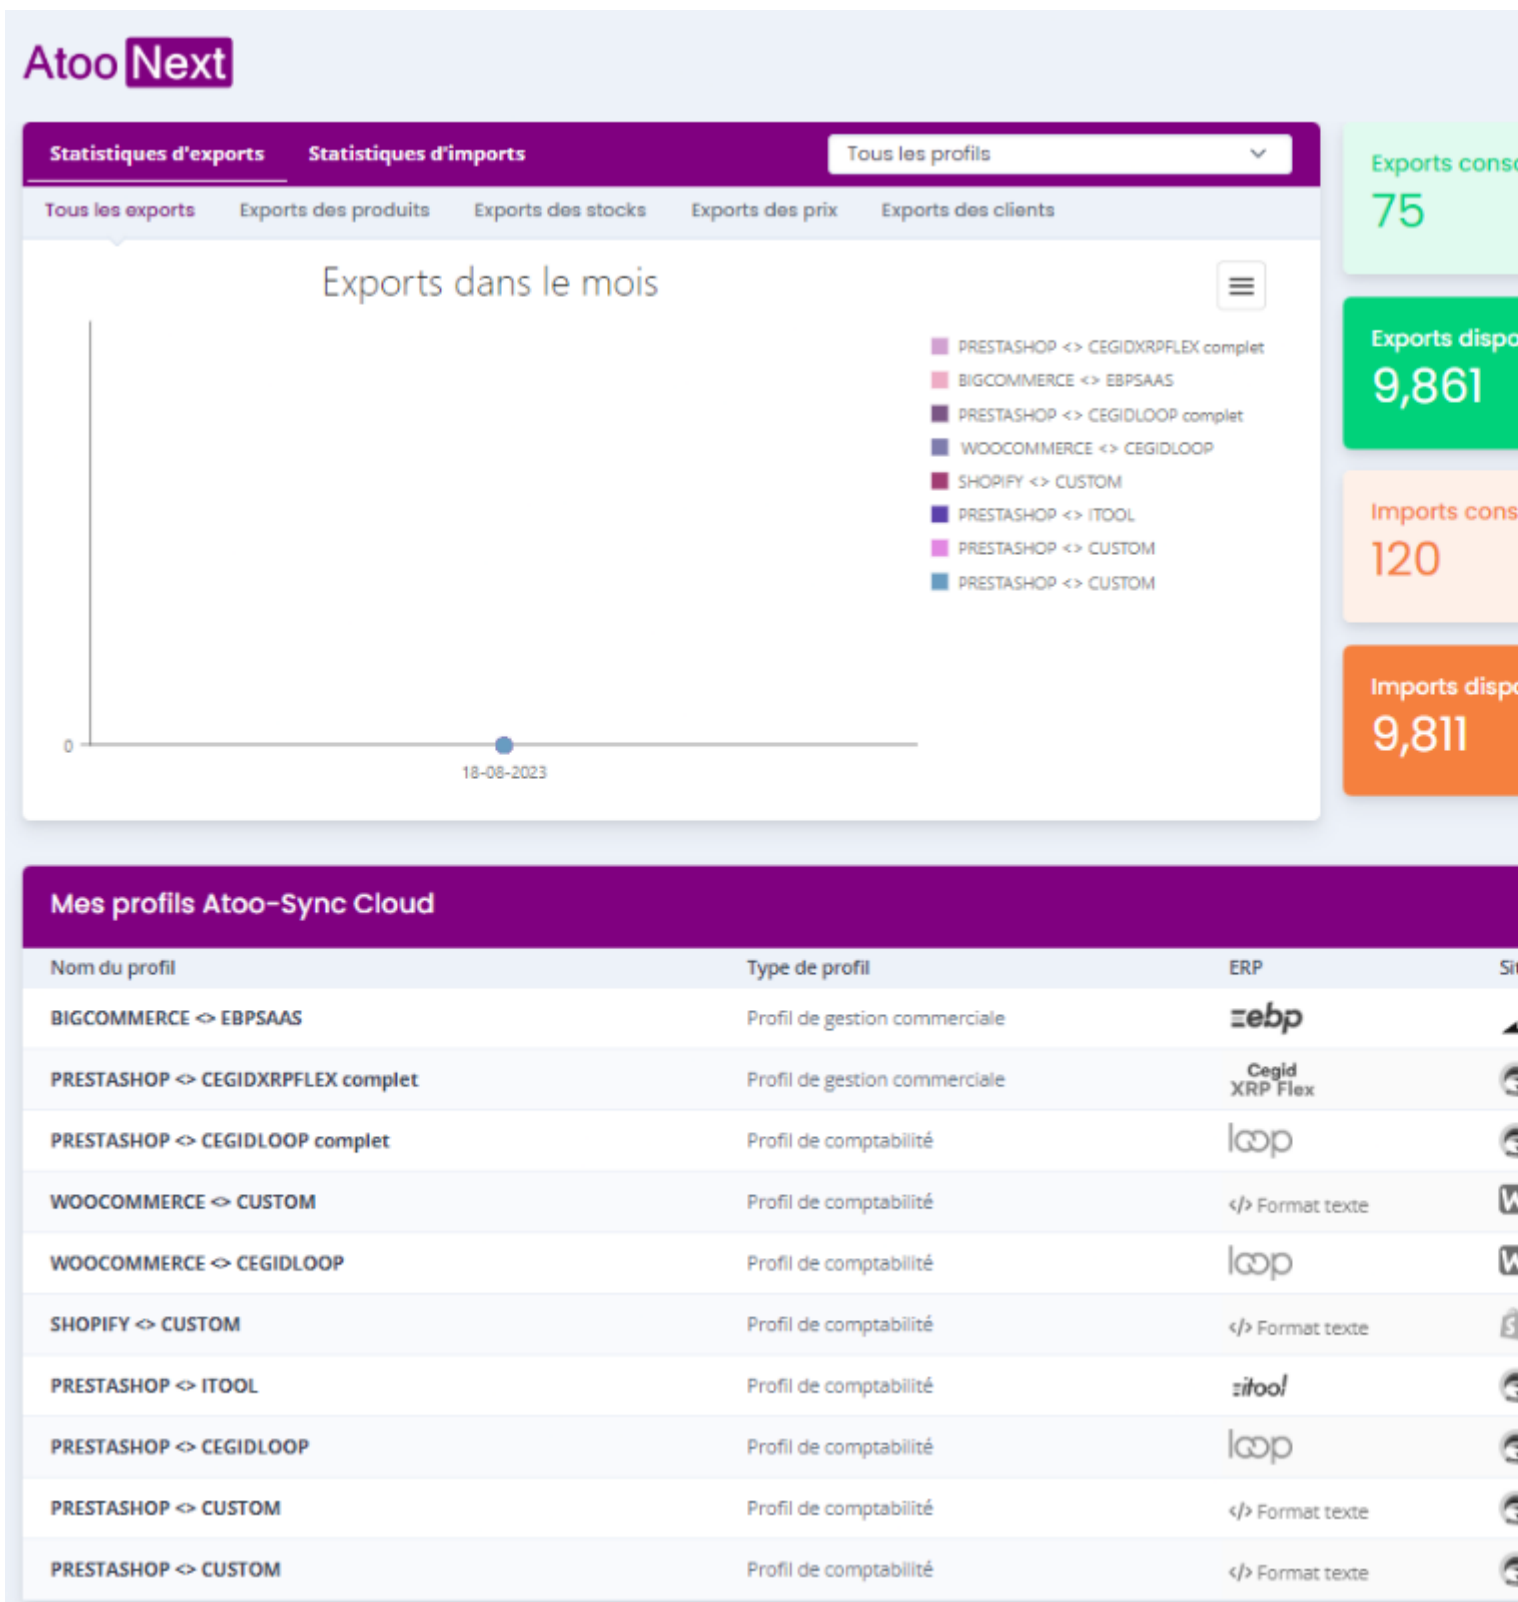 Atoo Next
Statistiques d'exports Statistiques d'imports Tous les profils
Tous les exports Exports des produits Exports des stocks Exports des prix Exports des clients
Exports dans le mois
PRESTASHOP <> CEGIDXRPFLEX complet
BIGCOMMERCE <> EBPSAAS
PRESTASHOP <> CEGIDLOOP complet
WOOCOMMERCE <> CEGIDLOOP
SHOPIFY <> CUSTOM
PRESTASHOP <> ITOOL
PRESTASHOP <> CUSTOM
PRESTASHOP <> CUSTOM
0
18-08-2023
Exports
75
Exports
9,861
Imports
120
Imports
9,811
Mes profils Atoo-Sync Cloud
Nom du profil Type de profil ERP
BIGCOMMERCE <> EBPSAAS Profil de gestion commerciale ebp
PRESTASHOP <> CEGIDXRPFLEX complet Profil de gestion commerciale Cegid XRP Flex
PRESTASHOP <> CEGIDLOOP complet Profil de comptabilité loop
WOOCOMMERCE <> CUSTOM Profil de comptabilité </> Format texte
WOOCOMMERCE <> CEGIDLOOP Profil de comptabilité loop
SHOPIFY <> CUSTOM Profil de comptabilité </> Format texte
PRESTASHOP <> ITOOL Profil de comptabilité itool
PRESTASHOP <> CEGIDLOOP Profil de comptabilité loop
PRESTASHOP <> CUSTOM Profil de comptabilité </> Format texte
PRESTASHOP <> CUSTOM Profil de comptabilité </> Format texte